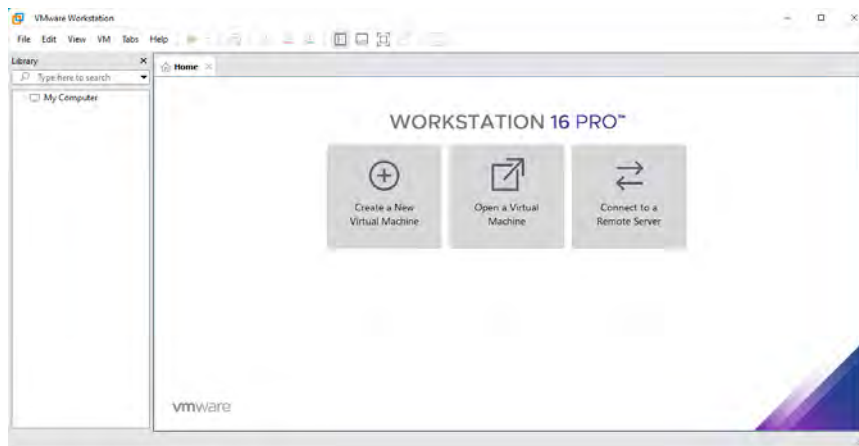 VMware Workstation
File Edit View VM Tabs Help
Library
Home
Type here to search
My Computer
WORKSTATION 16 PRO™
Create a New
Virtual Machine
Open a Virtual
Machine
Connect to a
Remote Server
vmware